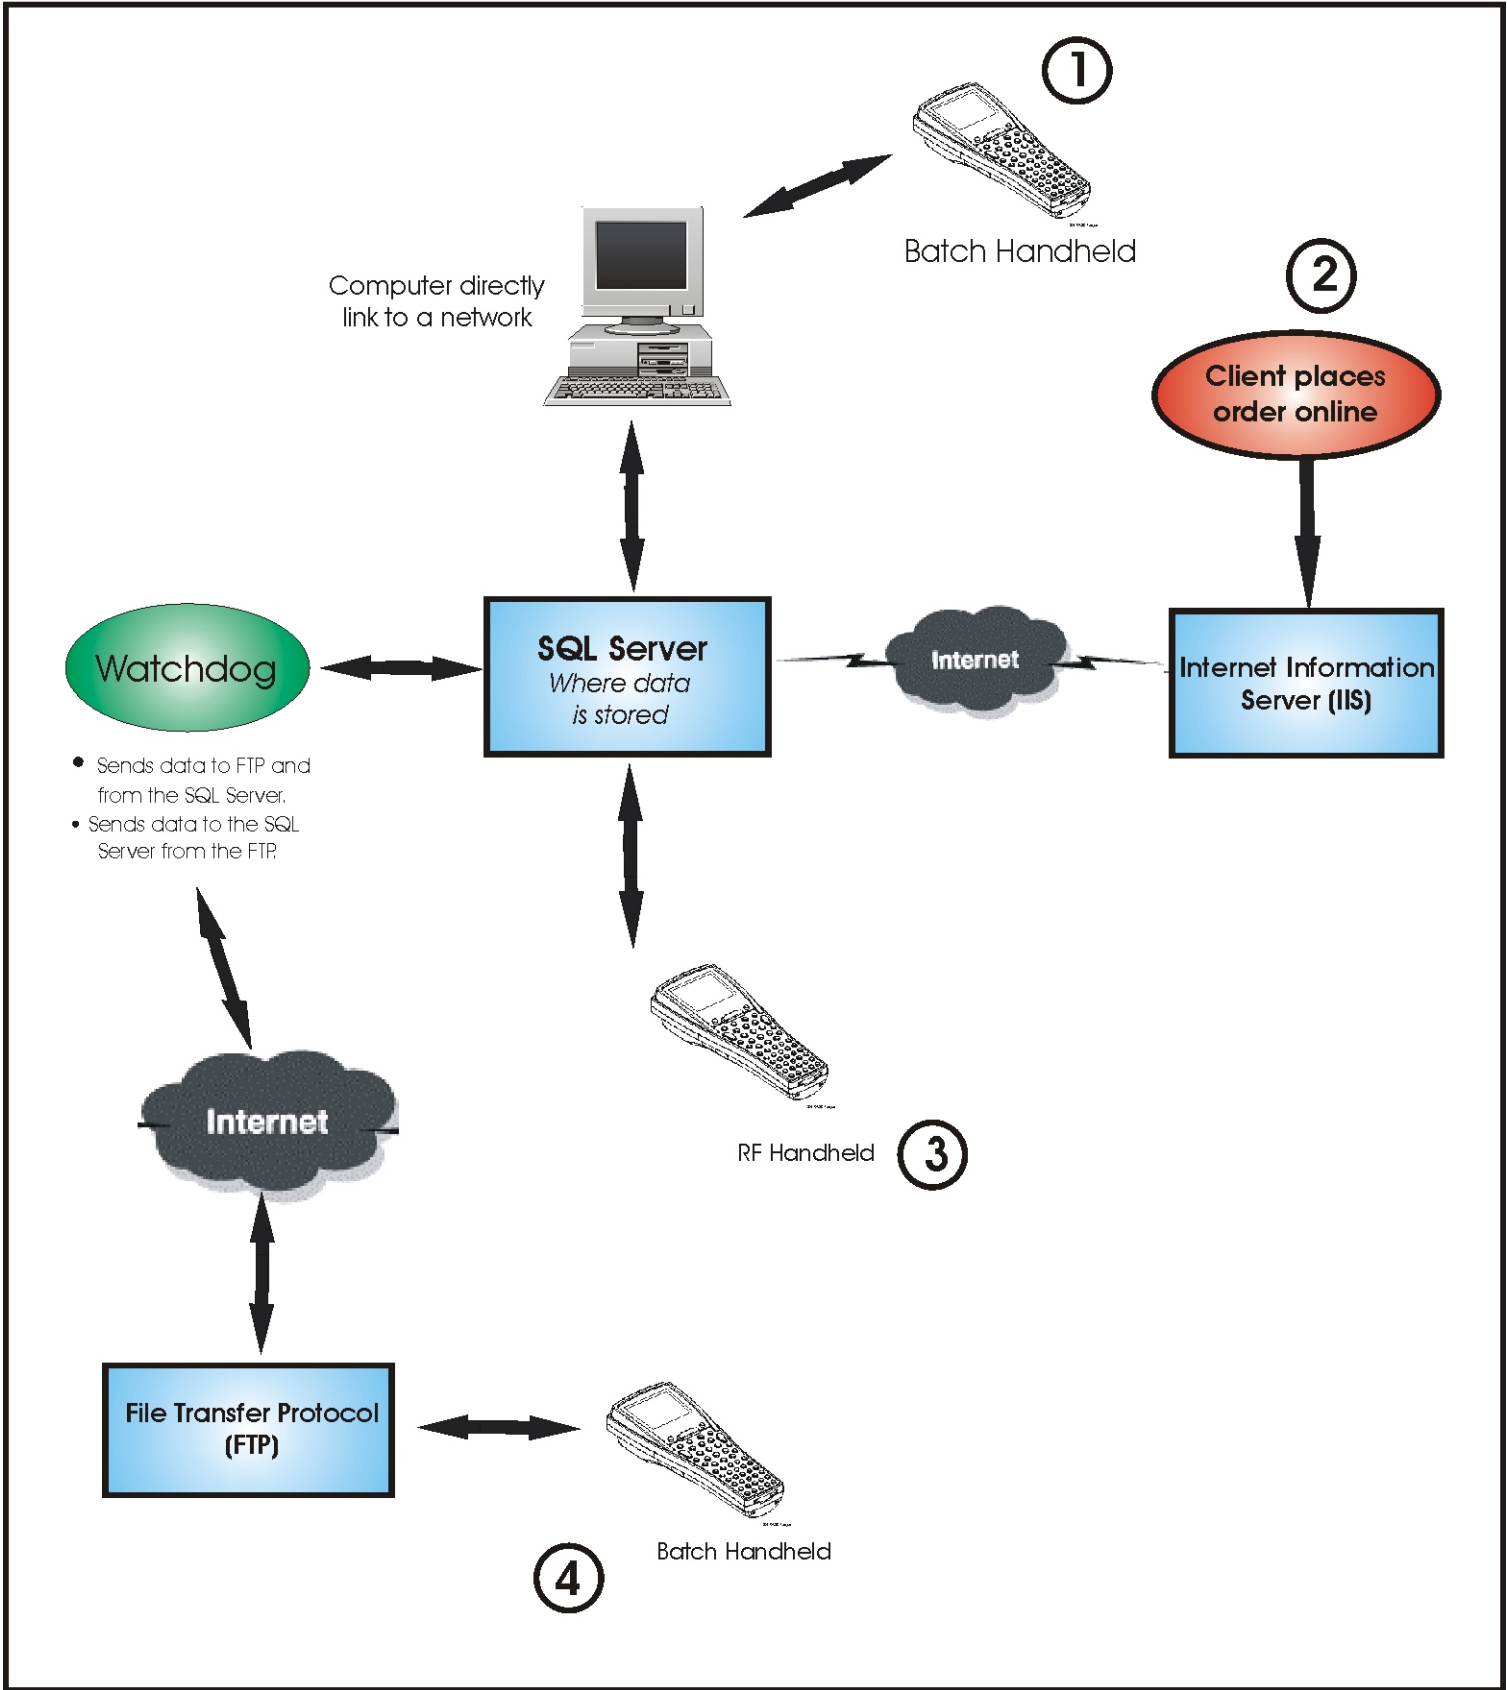 1
Batch Handheld
2
Computer directly
link to a network
Client places
order online
SQL Server
Where data
is stored
Internet
Internet Information
Server (IIS)
Watchdog
• Sends data to FTP and
from the SQL Server.
• Sends data to the SQL
Server from the FTP.
Internet
RF Handheld
3
File Transfer Protocol
(FTP)
Batch Handheld
4